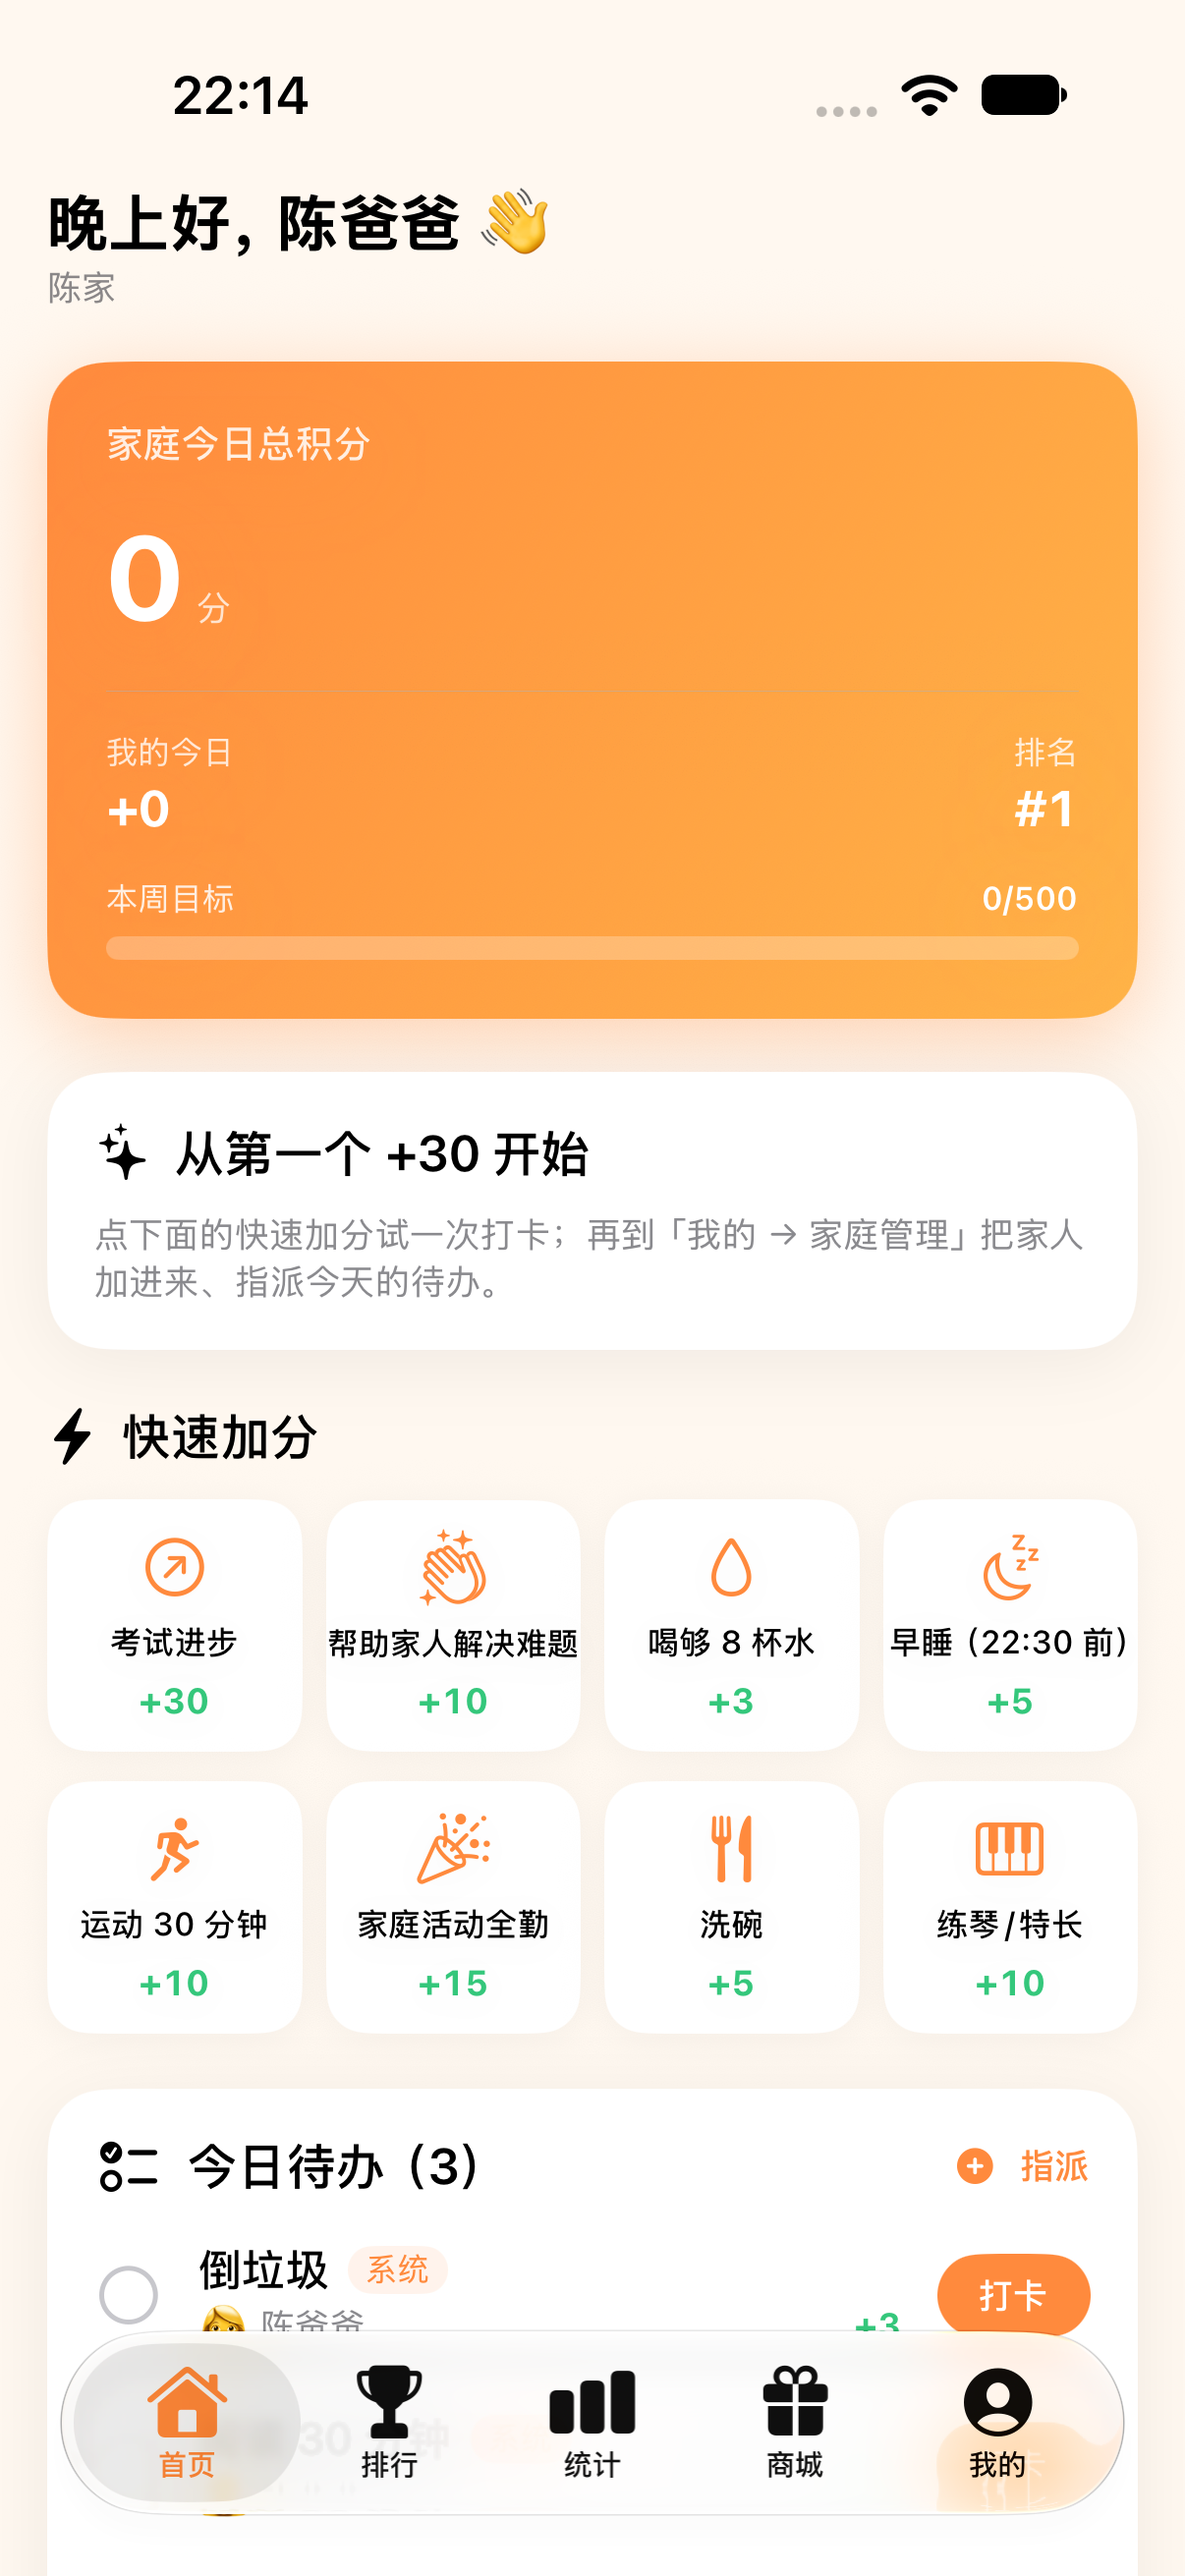 22:14
晚上好，陈爸爸 👋
陈家
家庭今日总积分
0 分
我的今日
排名
+0
#1
本周目标
0/500
从第一个 +30 开始
点下面的快速加分试一次打卡；再到「我的 → 家庭管理」把家人
加进来、指派今天的待办。
快速加分
考试进步
+30
帮助家人解决难题
+10
喝够 8 杯水
+3
早睡（22:30 前）
+5
运动 30 分钟
+10
家庭活动全勤
+15
洗碗
+5
练琴/特长
+10
今日待办（3）
指派
倒垃圾
系统
陈爸爸
+3
打卡
30 分钟
首页
排行
统计
商城
我的